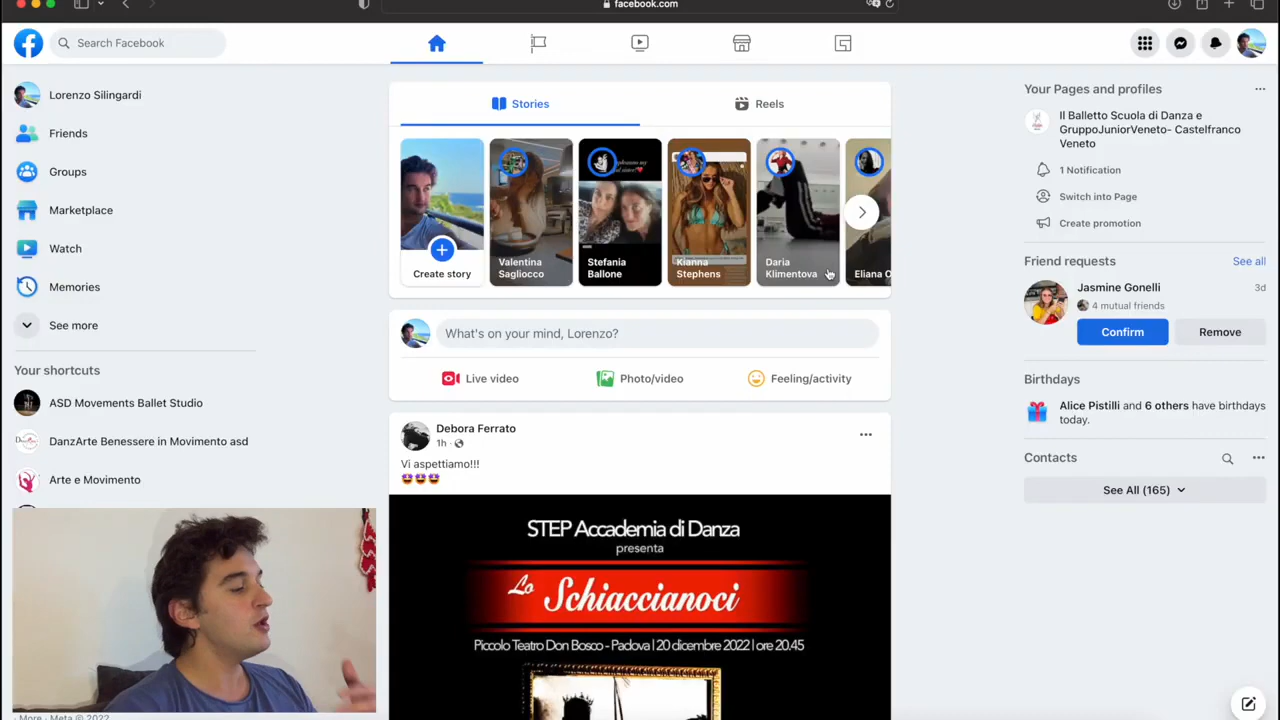 facebook.com
Search Facebook
Lorenzo Silingardi
Friends
Groups
Marketplace
Watch
Memories
See more
Your shortcuts
ASD Movements Ballet Studio
DanzArte Benessere in Movimento asd
Arte e Movimento
More · Meta © 2022
Stories
Reels
Create story
Valentina
Sagliocco
Stefania
Ballone
Kianna
Stephens
Daria
Klimentova
Eliana
What's on your mind, Lorenzo?
Live video
Photo/video
Feeling/activity
Debora Ferrato
1h ·
Vi aspettiamo!!!
🤩🤩🤩
STEP Accademia di Danza
presenta
Lo Schiaccianoci
Piccolo Teatro Don Bosco - Padova | 20 dicembre 2022 | ore 20.45
Your Pages and profiles
Il Balletto Scuola di Danza e
GruppoJuniorVeneto- Castelfranco
Veneto
1 Notification
Switch into Page
Create promotion
Friend requests
See all
Jasmine Gonelli
3d
4 mutual friends
Confirm
Remove
Birthdays
Alice Pistilli and 6 others have birthdays
today.
Contacts
See All (165)